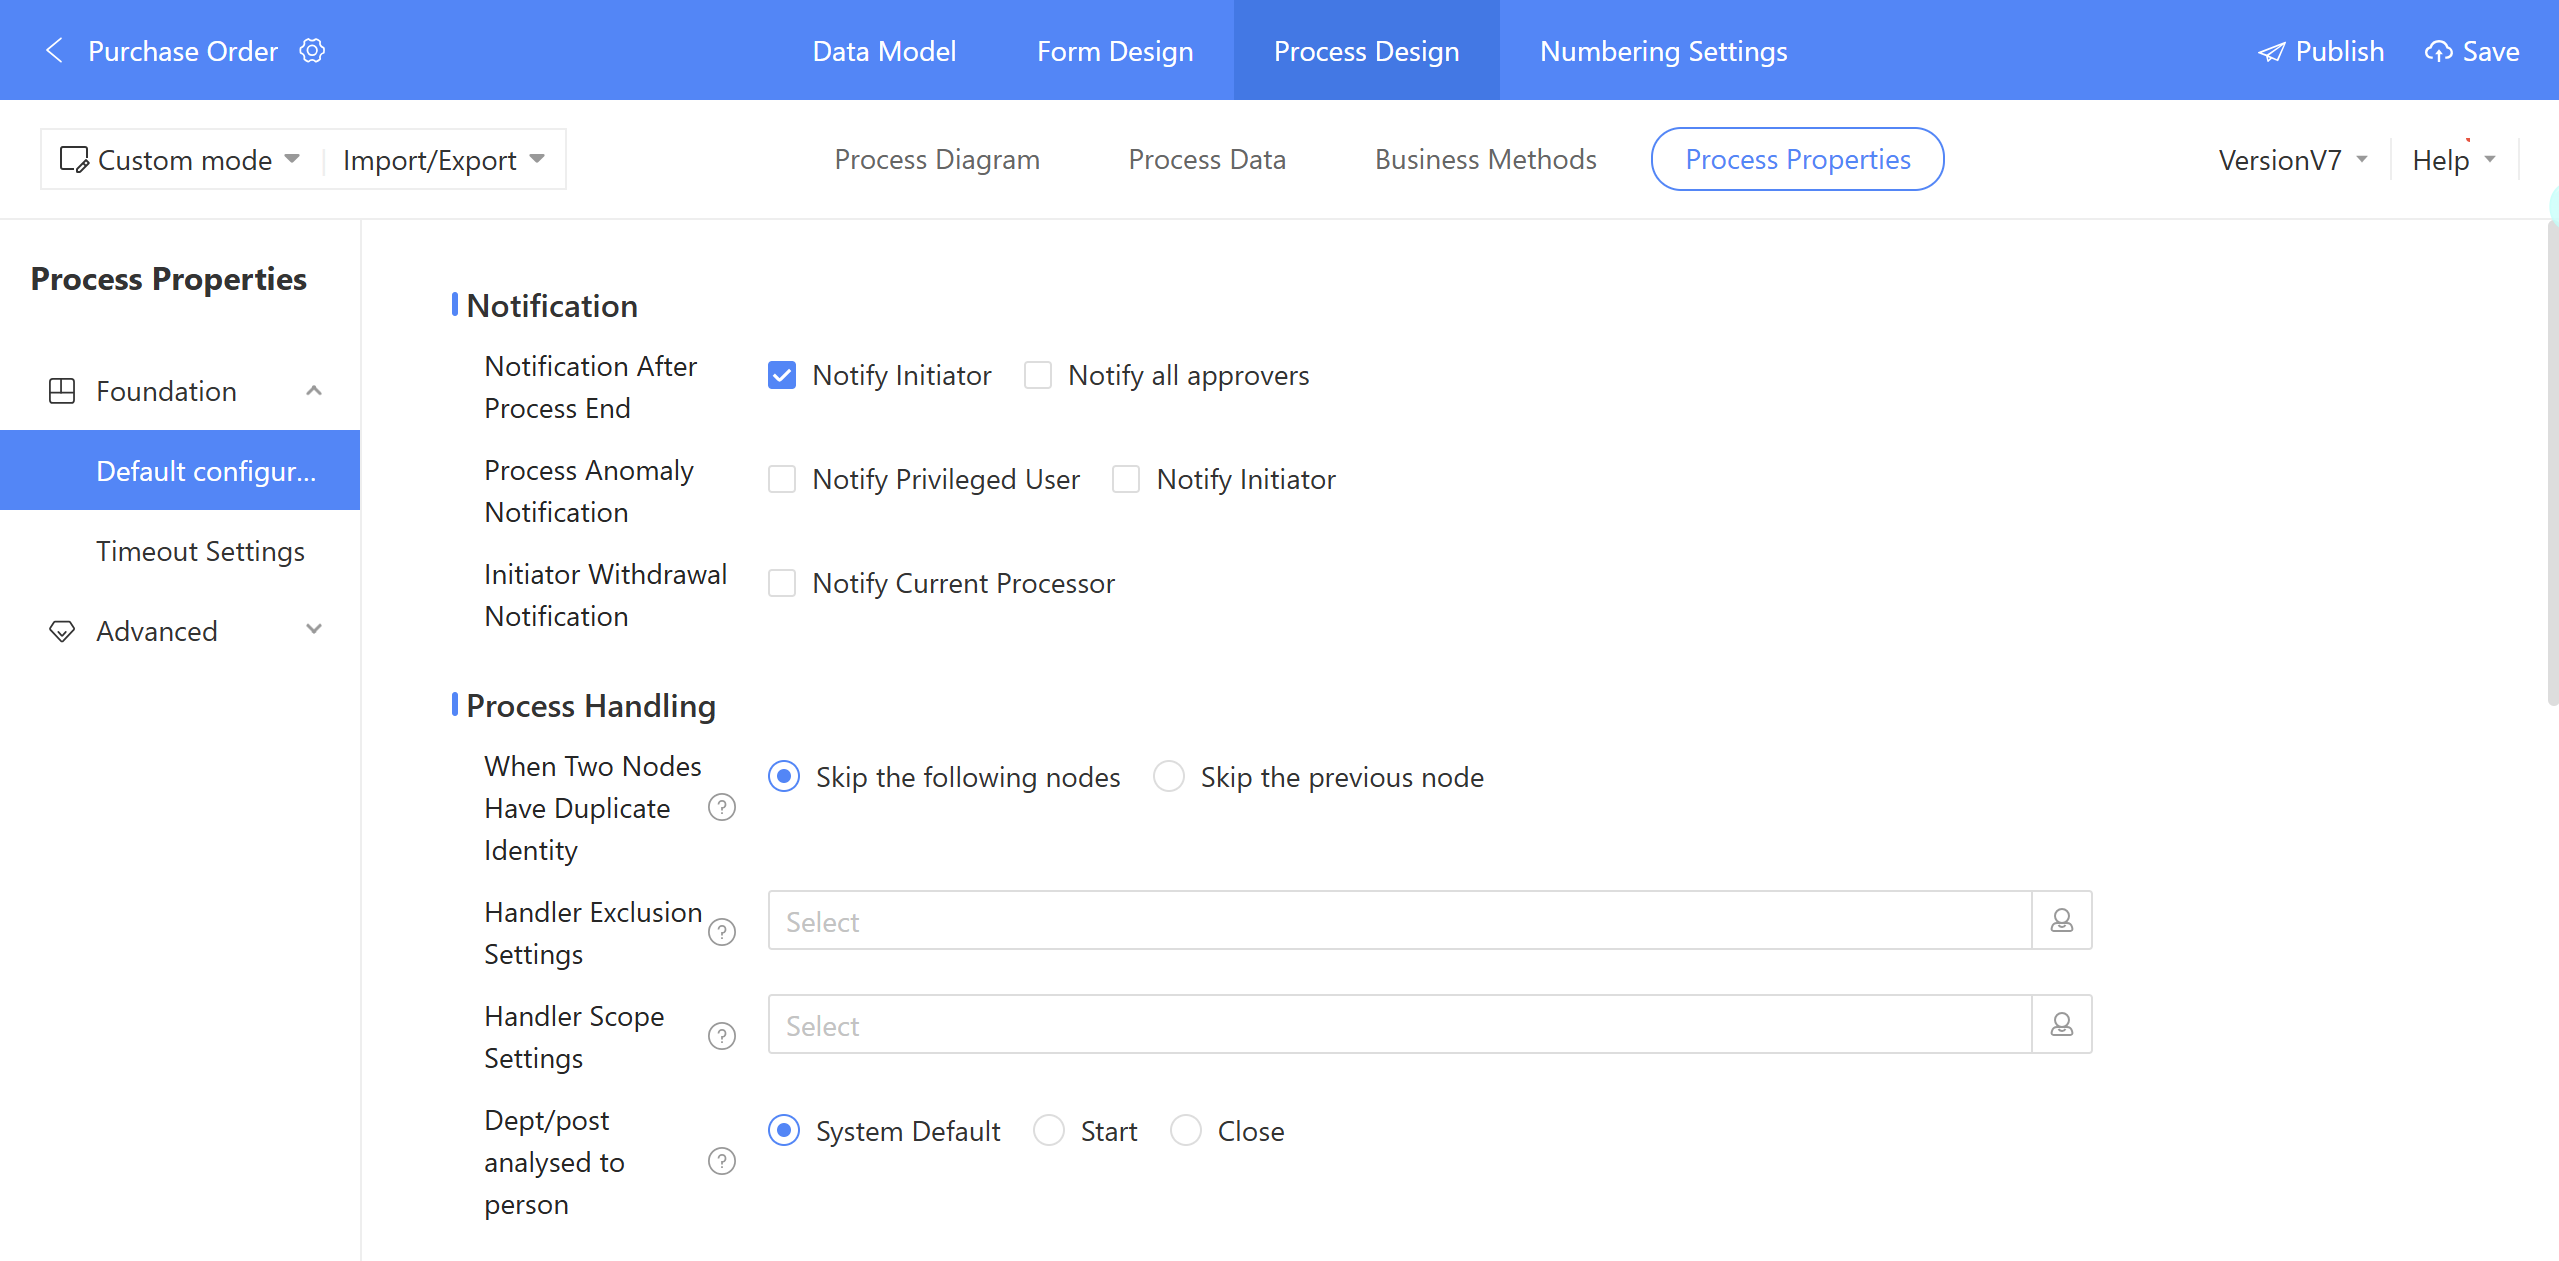 Purchase Order
Data Model
Form Design
Process Design
Numbering Settings
Publish
Save
Custom mode
Import/Export
Process Diagram
Process Data
Business Methods
Process Properties
VersionV7
Help
Process Properties
Foundation
Default configur...
Timeout Settings
Advanced
Notification
Notification After
Process End
Notify Initiator
Notify all approvers
Process Anomaly
Notification
Notify Privileged User
Notify Initiator
Initiator Withdrawal
Notification
Notify Current Processor
Process Handling
When Two Nodes
Have Duplicate
Identity
?
Skip the following nodes
Skip the previous node
Handler Exclusion
Settings
?
Select
Handler Scope
Settings
?
Select
Dept/post
analysed to
person
?
System Default
Start
Close